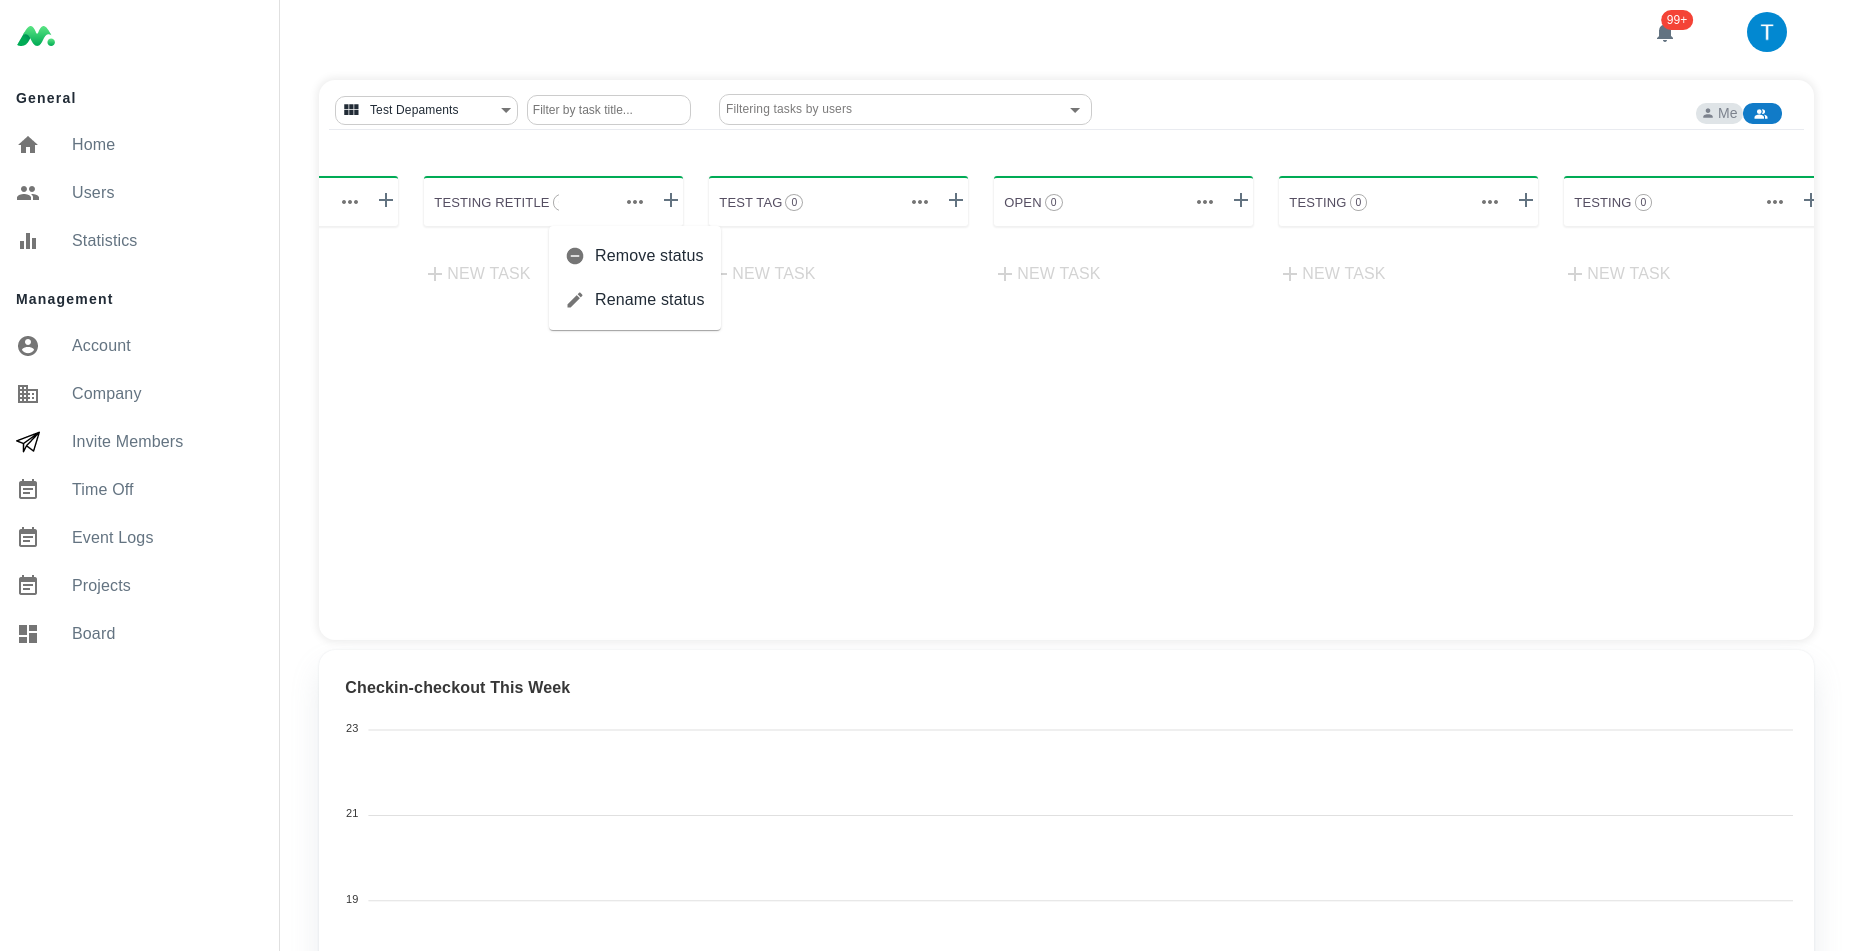 99+
T
General
Home
Users
Statistics
Management
Account
Company
Invite Members
Time Off
Event Logs
Projects
Board
Test Depaments
Filter by task title...
Filtering tasks by users
Me
TESTING RETITLE
TEST TAG 0
OPEN 0
TESTING 0
TESTING 0
NEW TASK
NEW TASK
NEW TASK
NEW TASK
NEW TASK
Remove status
Rename status
Checkin-checkout This Week
23
21
19